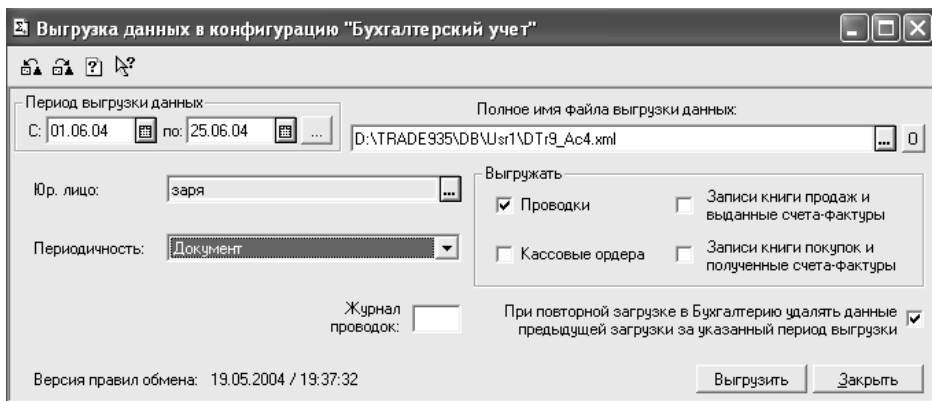 Выгрузка данных в конфигурацию "Бухгалтерский учет"
Период выгрузки данных
С: 01.06.04 по: 25.06.04 ...
Полное имя файла выгрузки данных:
D:\TRADE935\DB\Usr1\DTr9_Ac4.xml ... О
Юр. лицо: заря ...
Периодичность: Документ
Выгружать
Проводки
Записи книги продаж и
выданные счета-фактуры
Кассовые ордера
Записи книги покупок и
полученные счета-фактуры
Журнал
проводок:
При повторной загрузке в Бухгалтерию удалять данные
предыдущей загрузки за указанный период выгрузки
Версия правил обмена: 19.05.2004 / 19:37:32
Выгрузить Закрыть